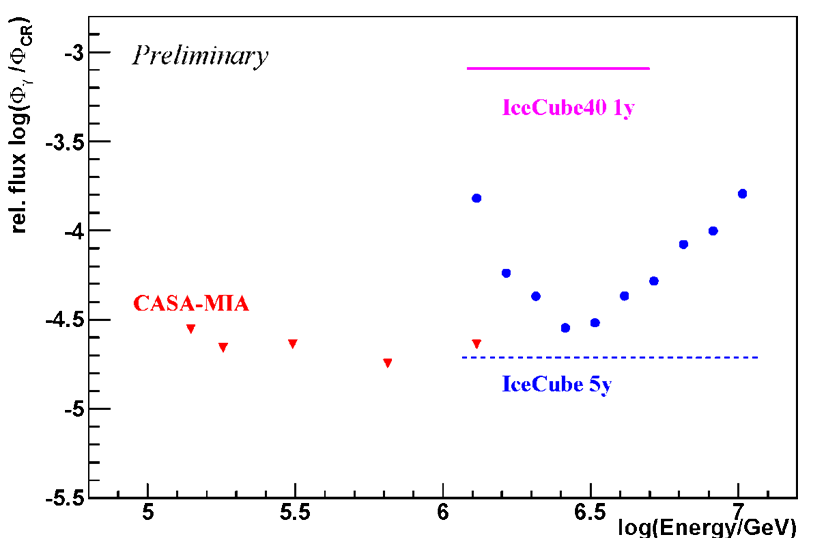 rel. flux log(Φγ /ΦCR)
Preliminary
-3
-3.5
-4
-4.5
-5
-5.5
IceCube40 1y
CASA-MIA
IceCube 5y
5
5.5
6
6.5
7
log(Energy/GeV)